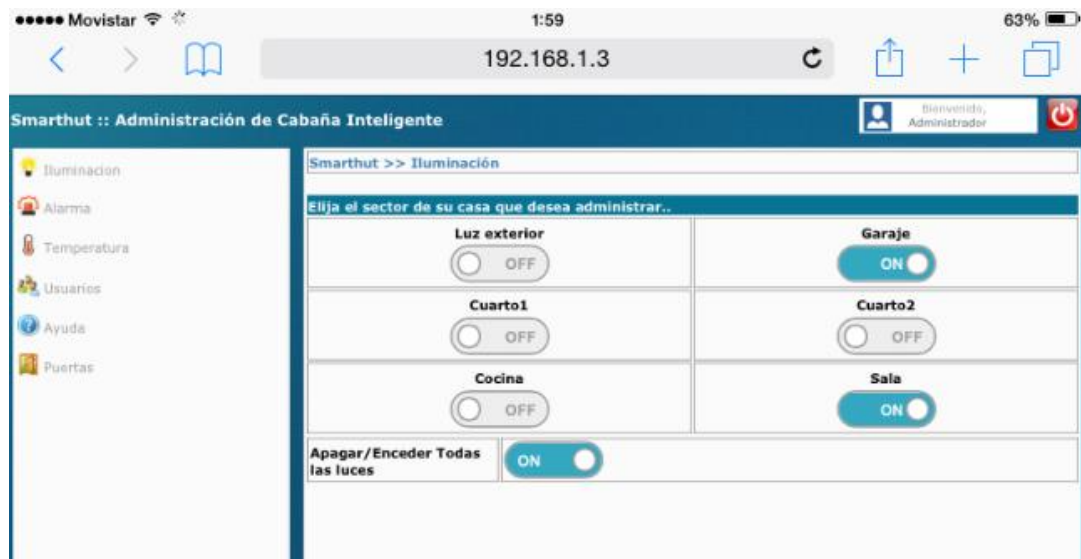 Movistar 1:59 63%
192.168.1.3
Smarthut :: Administración de Cabaña Inteligente
Bienvenido,
Administrador
Iluminacion
Alarma
Temperatura
Usuarios
Ayuda
Puertas
Smarthut >> Iluminación
Elija el sector de su casa que desea administrar..
Luz exterior
OFF
Garaje
ON
Cuarto1
OFF
Cuarto2
OFF
Cocina
OFF
Sala
ON
Apagar/Enceder Todas
las luces
ON